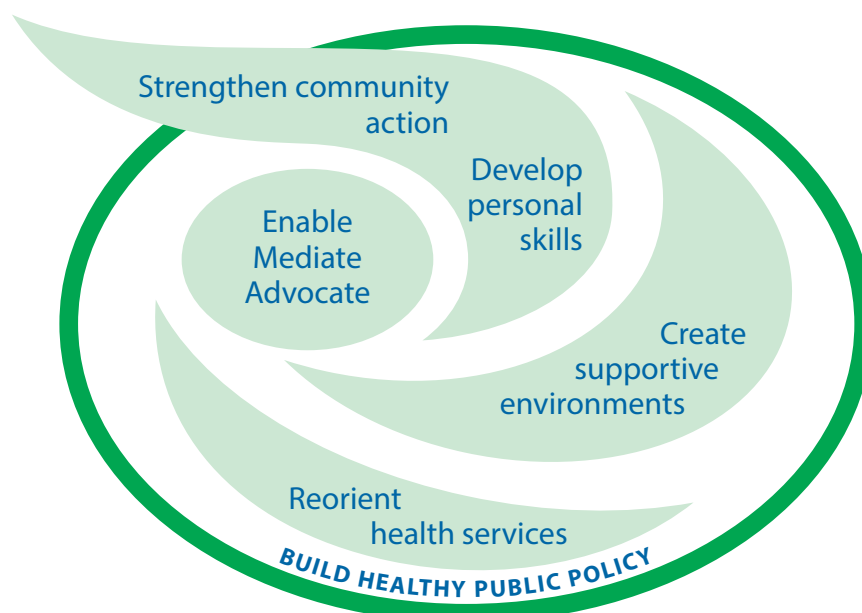 Strengthen community
action
Develop
personal
skills
Enable
Mediate
Advocate
Create
supportive
environments
Reorient
health services
BUILD HEALTHY PUBLIC POLICY